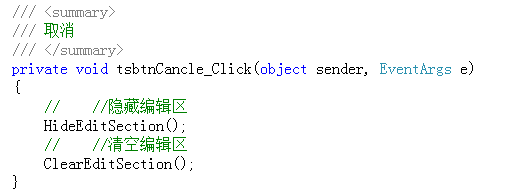 /// <summary>
/// 取消
/// </summary>
private void tsbtnCancle_Click(object sender, EventArgs e)
{
    //    //隐藏编辑区
    HideEditSection();
    //    //清空编辑区
    ClearEditSection();
}